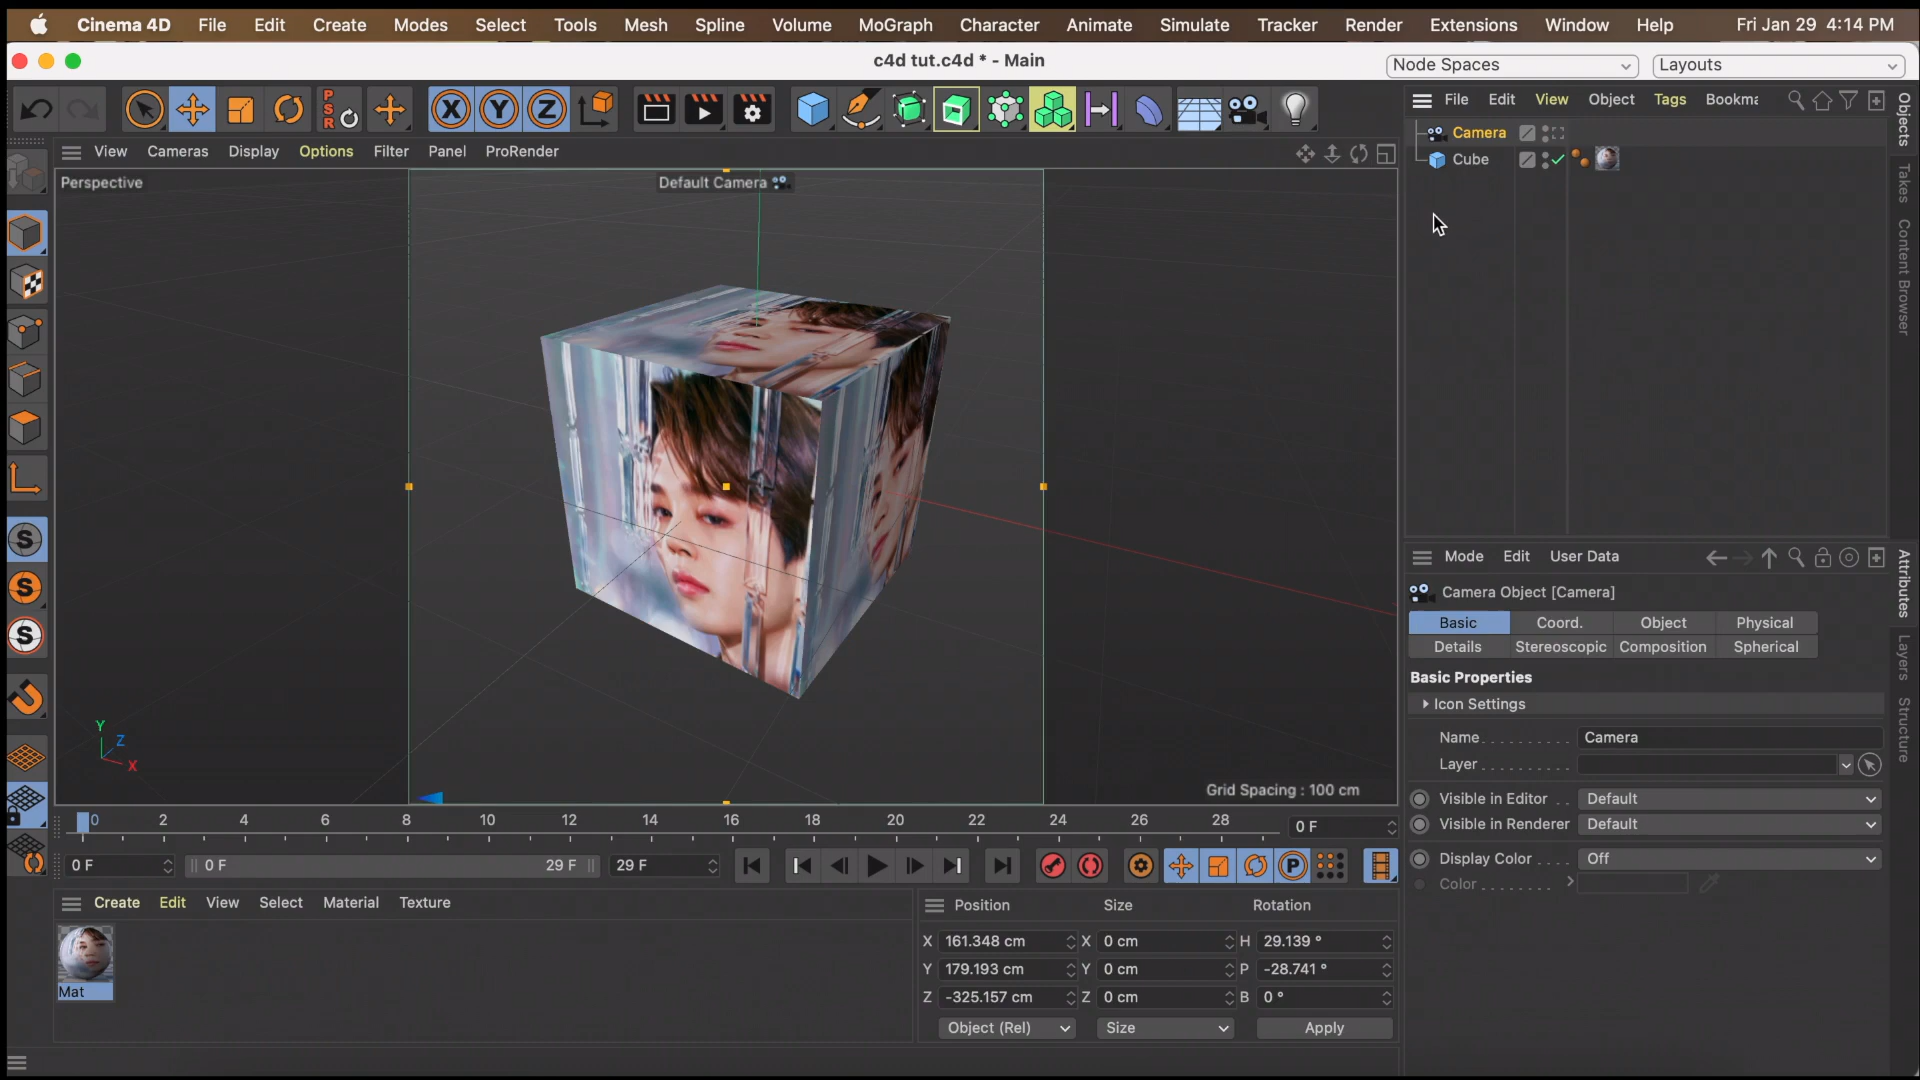 Cinema 4D File Edit Create Modes Select Tools Mesh Spline Volume MoGraph Character Animate Simulate Tracker Render Extensions Window Help Fri Jan 29 4:14 PM
c4d tut.c4d * - Main
Node Spaces Layouts
PSR X Y Z
File Edit View Object Tags Bookma
View Cameras Display Options Filter Panel ProRender
Camera
Cube
Objects
Takes
Content Browser
Perspective
Default Camera
S
S
S
Y
Z
X
Grid Spacing : 100 cm
Mode Edit User Data
Camera Object [Camera]
Basic Coord. Object Physical
Details Stereoscopic Composition Spherical
Basic Properties
Icon Settings
Name Camera
Layer
Visible in Editor Default
Visible in Renderer Default
Display Color Off
Color
Attributes
Layers
Structure
0 2 4 6 8 10 12 14 16 18 20 22 24 26 28 0 F
0 F 0 F 29 F 29 F P
Create Edit View Select Material Texture
Mat
Position Size Rotation
X 161.348 cm X 0 cm H 29.139 °
Y 179.193 cm Y 0 cm P -28.741 °
Z -325.157 cm Z 0 cm B 0 °
Object (Rel) Size Apply